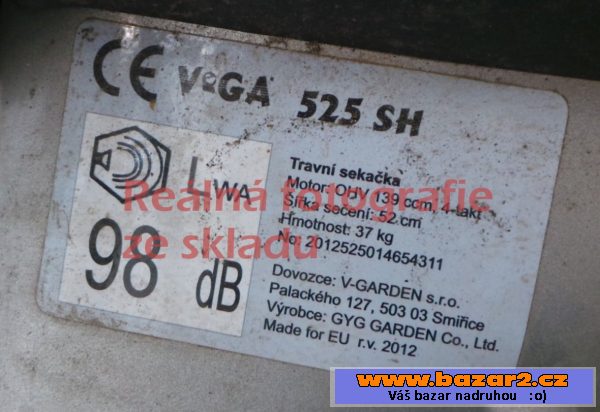 CE VeGA 525 SH
LWA
98 dB
Travní sekačka
Motor: OHV 139 ccm, 4-takt
Šířka sečení: 52 cm
Hmotnost: 37 kg
No: 2012525014654311
Dovozce: V-GARDEN s.r.o.
Palackého 127, 503 03 Smiřice
Výrobce: GYG GARDEN Co., Ltd.
Made for EU r.v. 2012
Reálná fotografie
ze skladu
www.bazar2.cz
Váš bazar nadruhou :o)